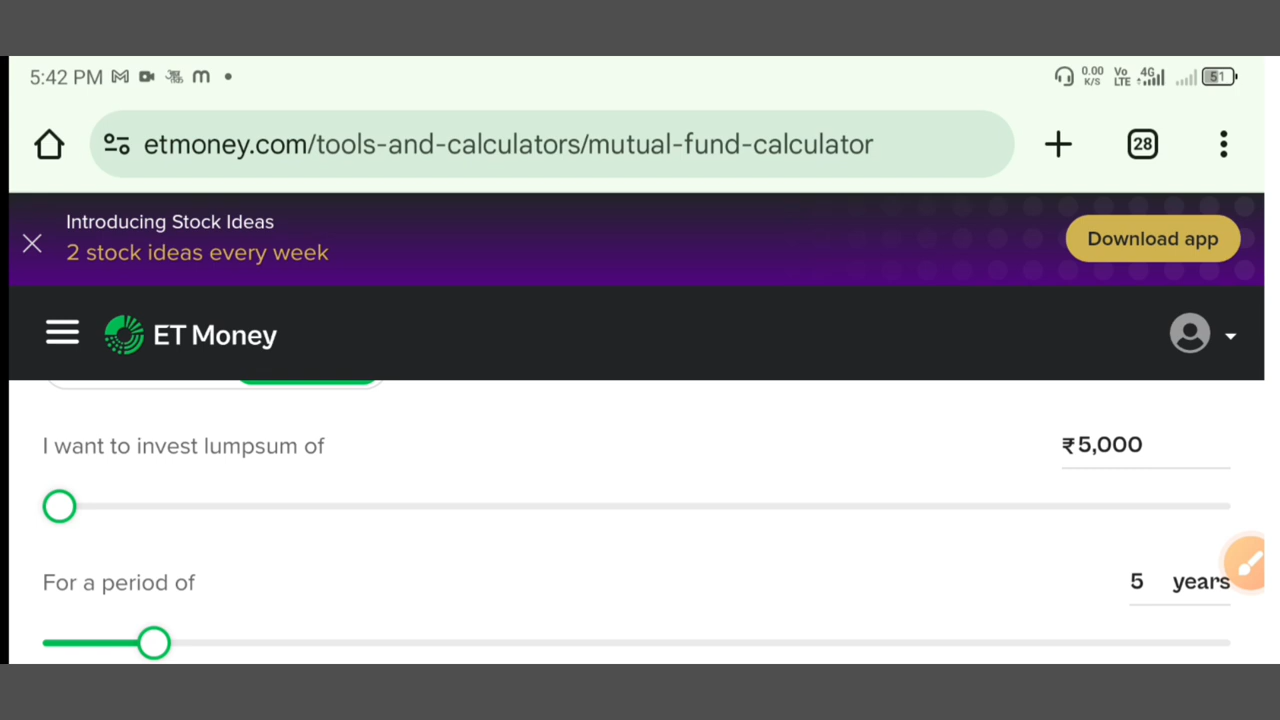 5:42 PM
0.00 K/S Vo LTE 4G 51
etmoney.com/tools-and-calculators/mutual-fund-calculator
28
Introducing Stock Ideas
2 stock ideas every week
Download app
ET Money
I want to invest lumpsum of
₹5,000
For a period of
5 years